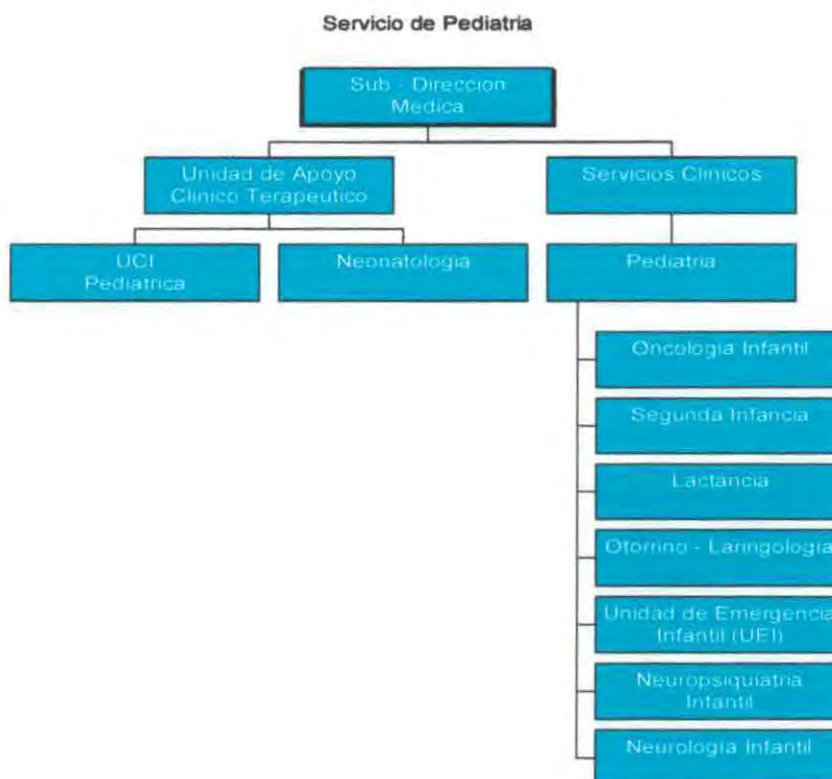 Servicio de Pediatria
Sub - Direccion
Medica
Unidad de Apoyo
Clinico Terapeutico
Servicios Clinicos
UCI
Pediatrica
Neonatologia
Pediatria
Oncologia Infantil
Segunda Infancia
Lactancia
Otorrino - Laringologia
Unidad de Emergencia
Infantil (UEI)
Neuropsiquiatria
Infantil
Neurologia Infantil